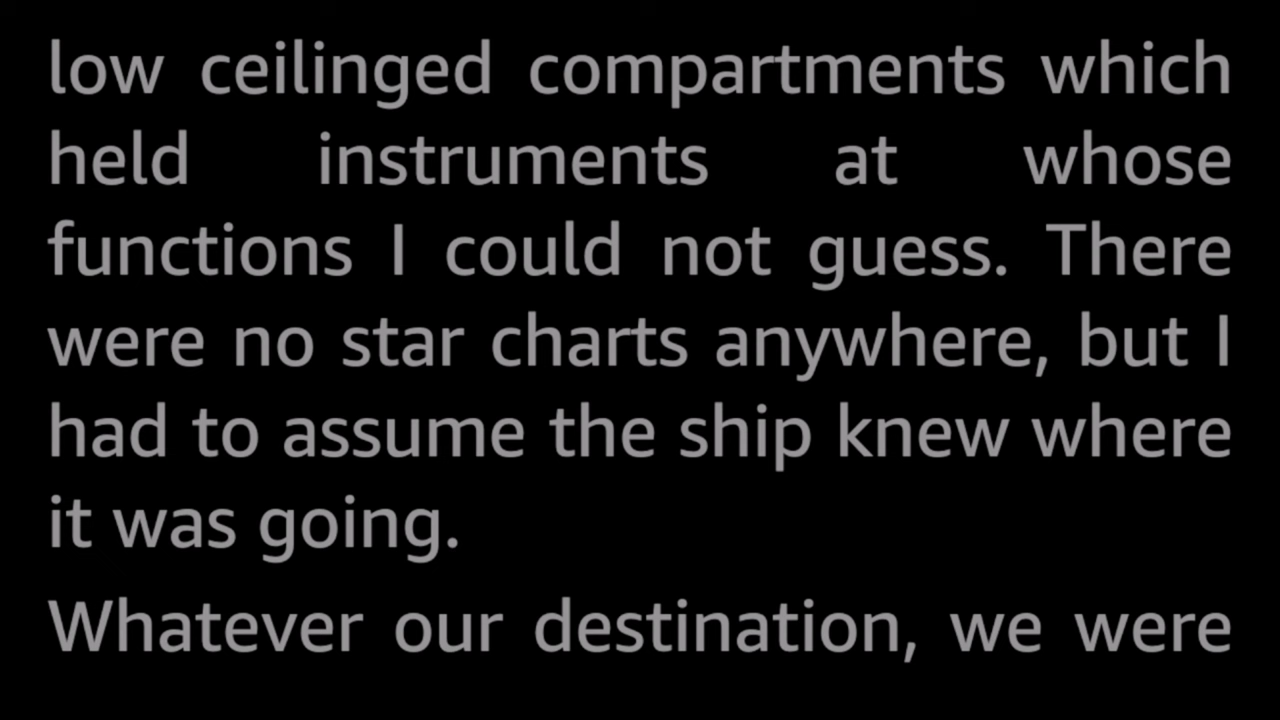 low ceilinged compartments which
held instruments at whose
functions I could not guess. There
were no star charts anywhere, but I
had to assume the ship knew where
it was going.
Whatever our destination, we were